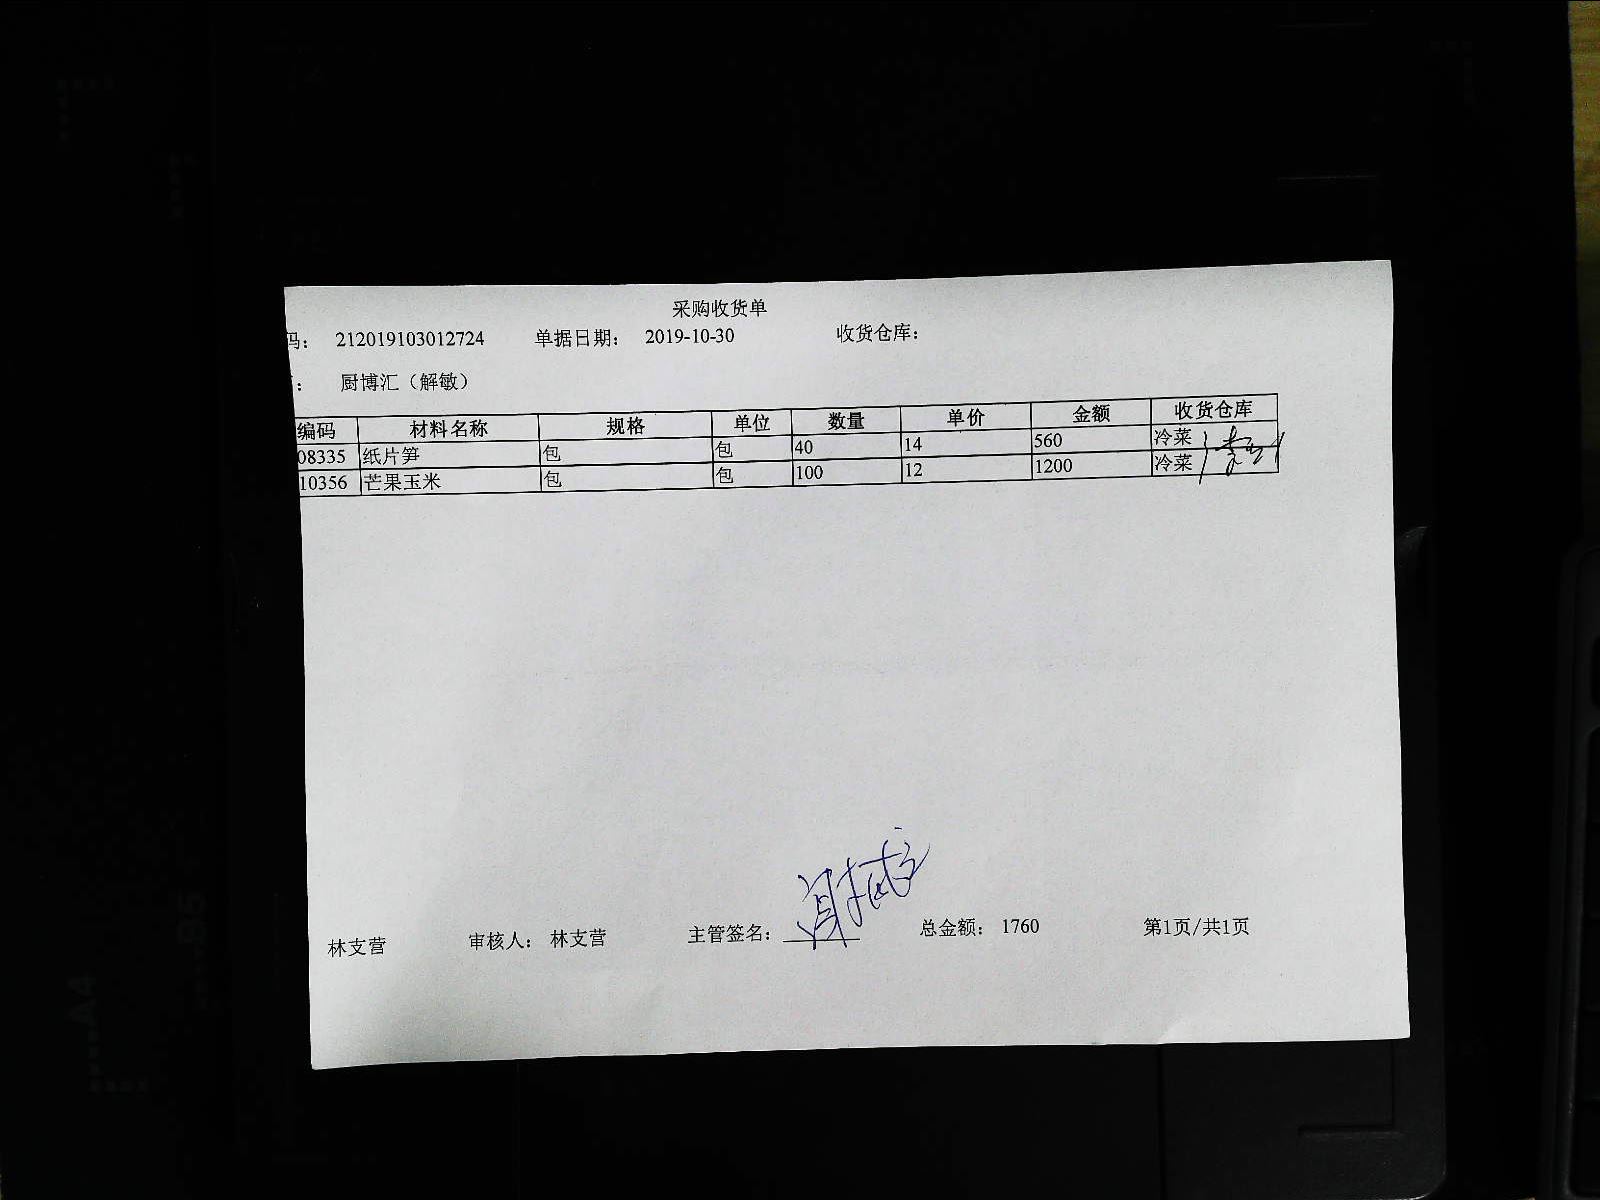 采购收货单
码： 212019103012724 单据日期： 2019-10-30 收货仓库：
： 厨博汇（解敏）
编码 材料名称 规格 单位 数量 单价 金额 收货仓库
08335 纸片笋 包 包 40 14 560 冷菜
10356 芒果玉米 包 包 100 12 1200 冷菜
林支营 审核人： 林支营 主管签名： 总金额： 1760 第1页/共1页